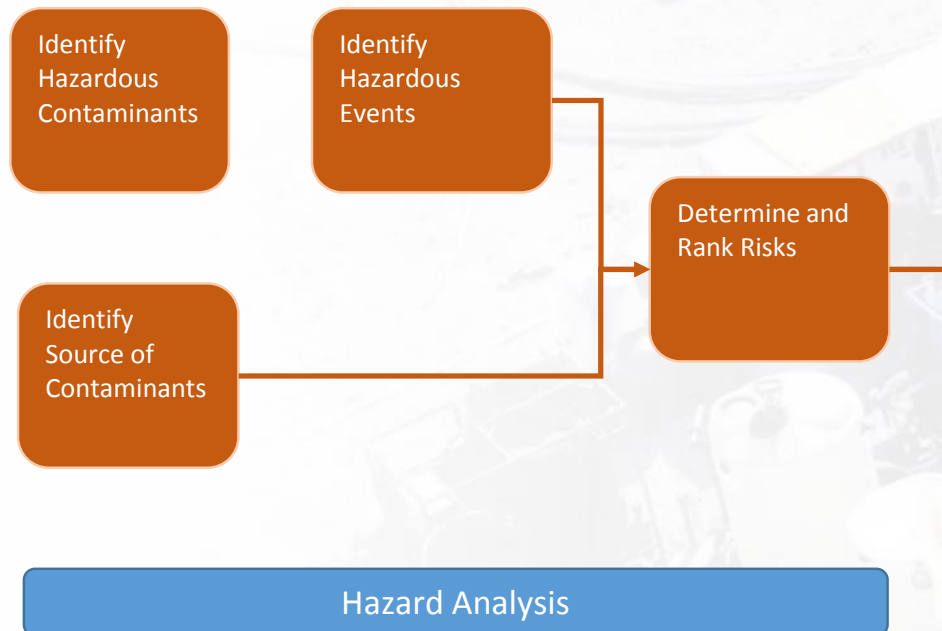 Identify
Hazardous
Contaminants
Identify
Hazardous
Events
Determine and
Rank Risks
Identify
Source of
Contaminants
Hazard Analysis